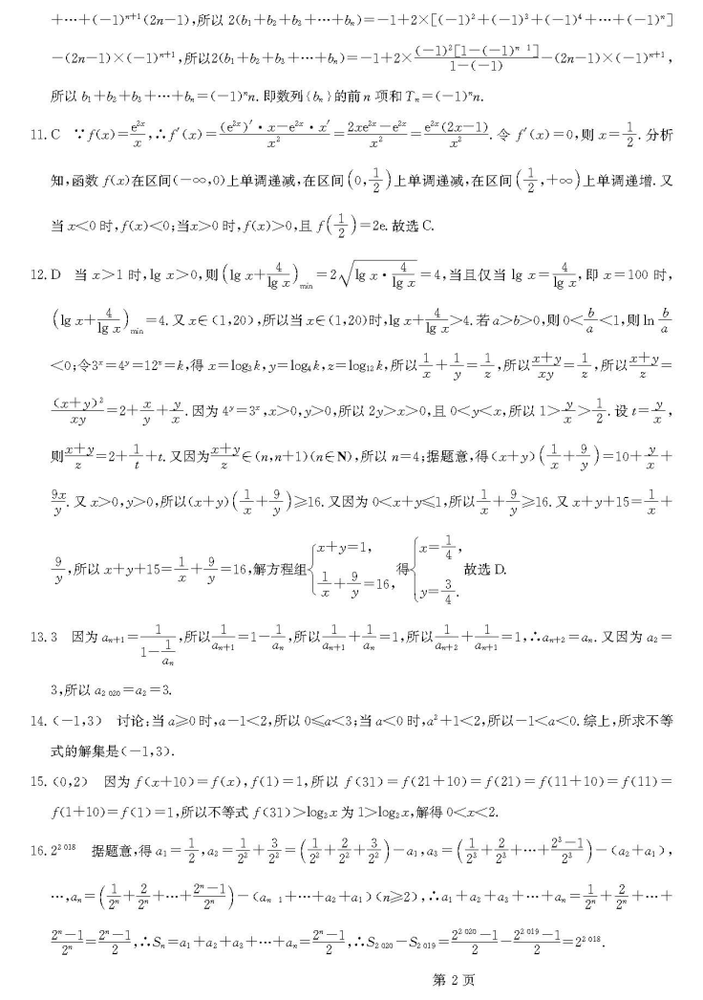 +⋯+(-1)ⁿ⁺¹(2n-1),所以 2(b₁+b₂+b₃+⋯+bₙ)=-1+2×[(-1)²+(-1)³+(-1)⁴+⋯+(-1)ⁿ]
-(2n-1)×(-1)ⁿ⁺¹,所以2(b₁+b₂+b₃+⋯+bₙ)=-1+2×\frac{(-1)²[1-(-1)^{n 1}]}{1-(-1)}-(2n-1)×(-1)ⁿ⁺¹,
所以 b₁+b₂+b₃+⋯+bₙ=(-1)ⁿn. 即数列{bₙ}的前 n 项和 Tₙ=(-1)ⁿn.
11. C ∵f(x)=\frac{e^{2x}}{x},∴f′(x)=\frac{(e^{2x})′·x-e^{2x}·x′}{x²}=\frac{2xe^{2x}-e^{2x}}{x²}=\frac{e^{2x}(2x-1)}{x²}. 令 f′(x)=0,则 x=\frac{1}{2}. 分析
知,函数 f(x)在区间(-∞,0)上单调递减,在区间(0,\frac{1}{2})上单调递减,在区间(\frac{1}{2},+∞)上单调递增. 又
当 x<0 时,f(x)<0;当x>0 时,f(x)>0,且 f(\frac{1}{2})=2e. 故选 C.
12. D 当 x>1 时,lg x>0,则(lg x+\frac{4}{lg x})_{min}=2\sqrt{lg x·\frac{4}{lg x}}=4,当且仅当 lg x=\frac{4}{lg x},即 x=100 时,
(lg x+\frac{4}{lg x})_{min}=4. 又 x∈(1,20),所以当 x∈(1,20)时,lg x+\frac{4}{lg x}>4. 若 a>b>0,则 0<\frac{b}{a}<1,则 ln \frac{b}{a}
<0;令3ˣ=4ʸ=12ᶻ=k,得 x=log₃k,y=log₄k,z=log₁₂k,所以\frac{1}{x}+\frac{1}{y}=\frac{1}{z},所以\frac{x+y}{xy}=\frac{1}{z},所以\frac{x+y}{z}=
\frac{(x+y)²}{xy}=2+\frac{x}{y}+\frac{y}{x}. 因为 4ʸ=3ˣ,x>0,y>0,所以 2y>x>0,且 0<y<x,所以 1>\frac{y}{x}>\frac{1}{2}. 设 t=\frac{y}{x},
则\frac{x+y}{z}=2+\frac{1}{t}+t. 又因为\frac{x+y}{z}∈(n,n+1)(n∈N),所以 n=4;据题意,得(x+y)(\frac{1}{x}+\frac{9}{y})=10+\frac{y}{x}+
\frac{9x}{y}. 又 x>0,y>0,所以(x+y)(\frac{1}{x}+\frac{9}{y})≥16. 又因为 0<x+y≤1,所以\frac{1}{x}+\frac{9}{y}≥16. 又 x+y+15=\frac{1}{x}+
\frac{9}{y},所以 x+y+15=\frac{1}{x}+\frac{9}{y}=16,解方程组{x+y=1, \frac{1}{x}+\frac{9}{y}=16, 得{x=\frac{1}{4}, y=\frac{3}{4}. 故选 D.
13. 3 因为 aₙ₊₁=\frac{1}{1-\frac{1}{aₙ}},所以\frac{1}{aₙ₊₁}=1-\frac{1}{aₙ},所以\frac{1}{aₙ₊₁}+\frac{1}{aₙ}=1,所以\frac{1}{aₙ₊₂}+\frac{1}{aₙ₊₁}=1,∴aₙ₊₂=aₙ. 又因为 a₂=
3,所以 a₂ ₀₂₀=a₂=3.
14. (-1,3) 讨论:当 a≥0 时,a-1<2,所以 0≤a<3;当 a<0 时,a²+1<2,所以-1<a<0. 综上,所求不等
式的解集是(-1,3).
15. (0,2) 因为 f(x+10)=f(x),f(1)=1,所以 f(31)=f(21+10)=f(21)=f(11+10)=f(11)=
f(1+10)=f(1)=1,所以不等式 f(31)>log₂x 为 1>log₂x,解得 0<x<2.
16. 2^{2 018} 据题意,得 a₁=\frac{1}{2},a₂=\frac{1}{2²}+\frac{3}{2²}=(\frac{1}{2²}+\frac{2}{2²}+\frac{3}{2²})-a₁,a₃=(\frac{1}{2³}+\frac{2}{2³}+⋯+\frac{2³-1}{2³})-(a₂+a₁),
⋯,aₙ=(\frac{1}{2ⁿ}+\frac{2}{2ⁿ}+⋯+\frac{2ⁿ-1}{2ⁿ})-(a_{n 1}+⋯+a₂+a₁)(n≥2),∴a₁+a₂+a₃+⋯+aₙ=\frac{1}{2ⁿ}+\frac{2}{2ⁿ}+⋯+
\frac{2ⁿ-1}{2ⁿ}=\frac{2ⁿ-1}{2},∴Sₙ=a₁+a₂+a₃+⋯+aₙ=\frac{2ⁿ-1}{2},∴S₂ ₀₂₀-S₂ ₀₁₉=\frac{2^{2 020}-1}{2}-\frac{2^{2 019}-1}{2}=2^{2 018}.
第 2 页